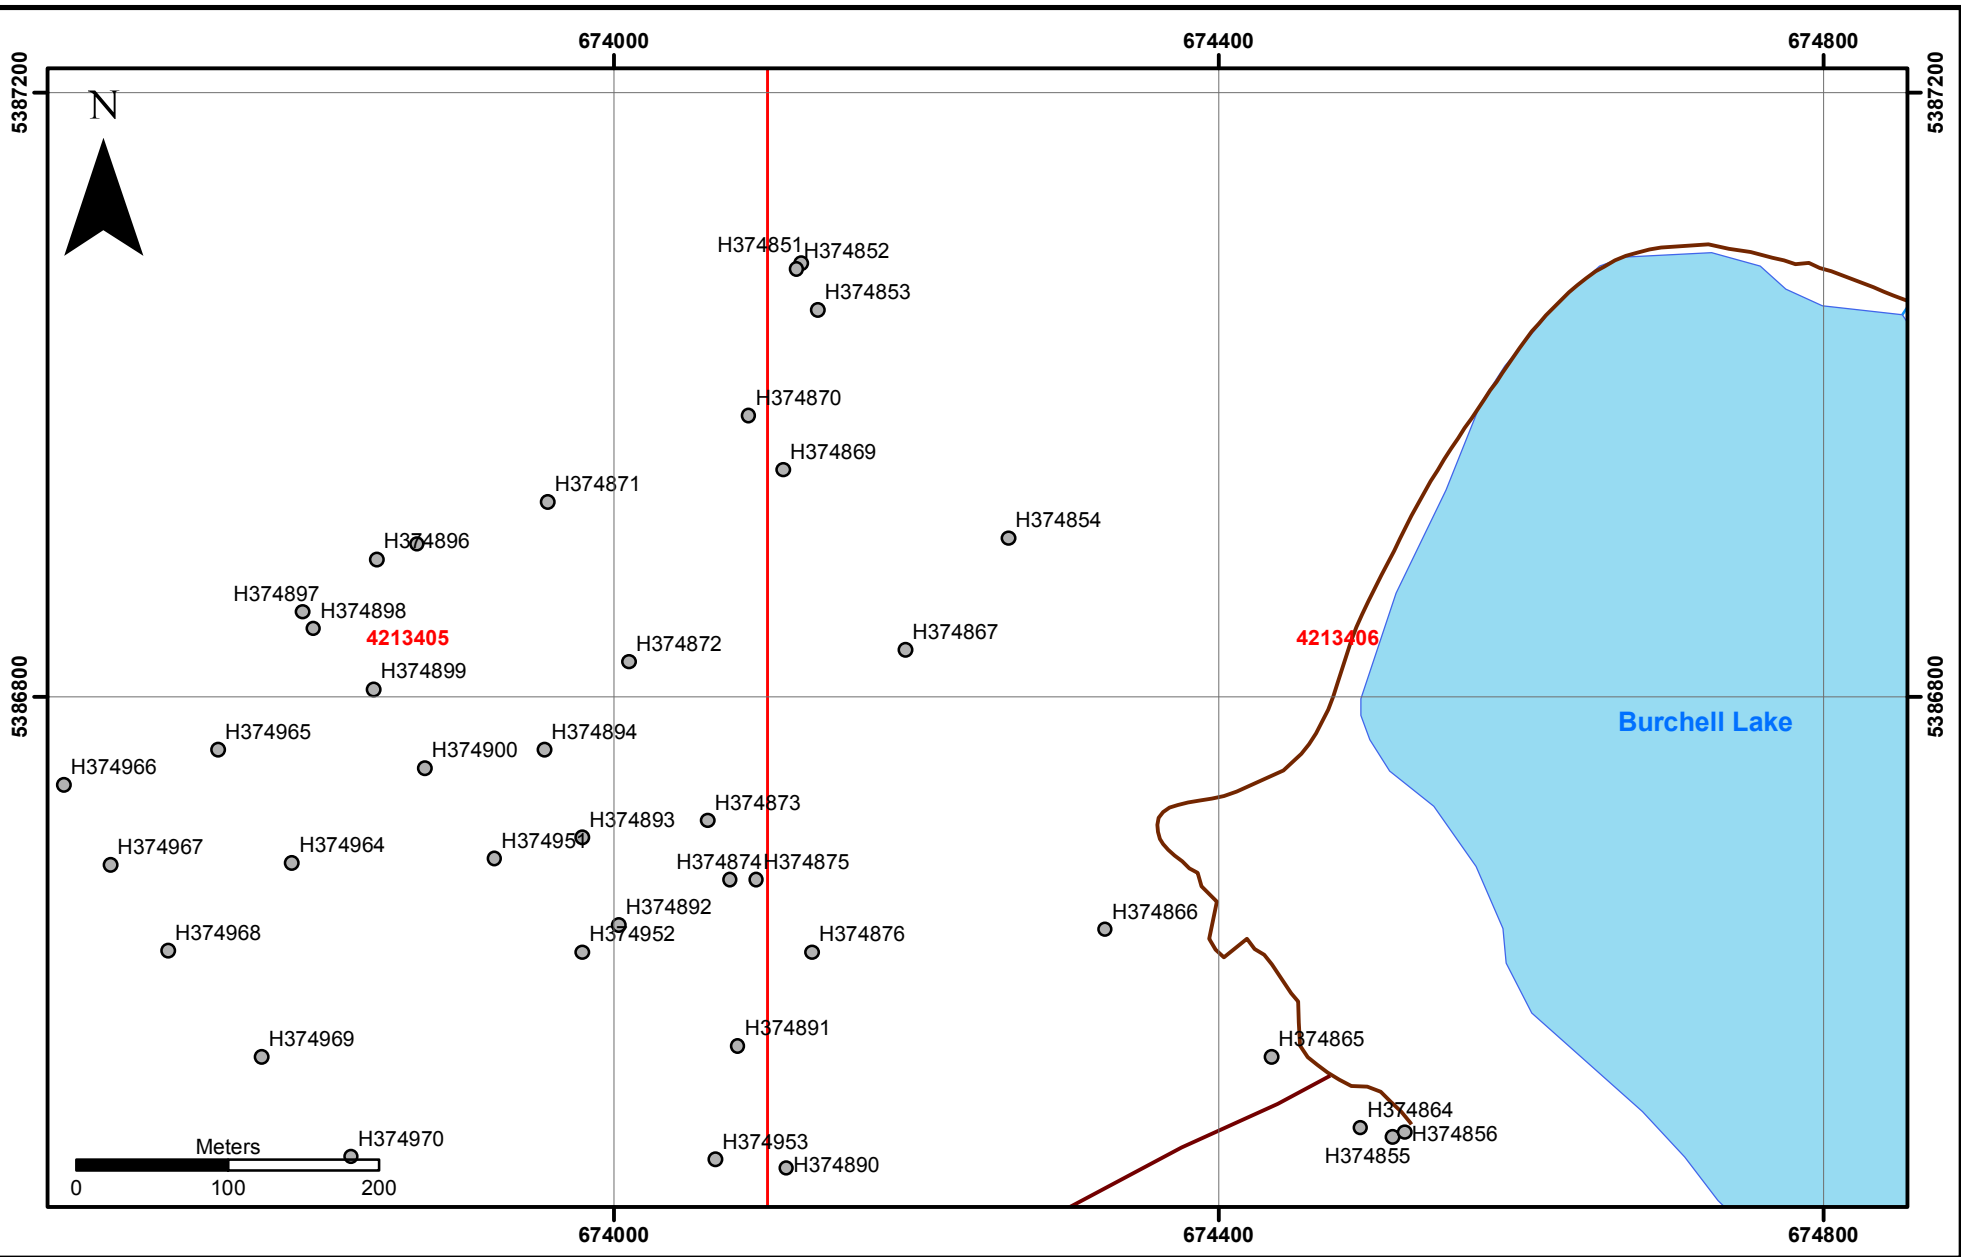 674000 674400 674800
5387200 5387200
N
H374851 H374852
H374853
H374870
H374869
H374871
H374854
H374896
H374897
H374898
4213405 4213406
H374867
H374872
H374899
5386800 5386800
Burchell Lake
H374965 H374894
H374900
H374966
H374873
H374893
H374951
H374967 H374964
H374874 H374875
H374892
H374866
H374968 H374952 H374876
H374891
H374969 H374865
H374864
H374856
H374970 H374953
Meters
H374855
H374890
0 100 200
674000 674400 674800